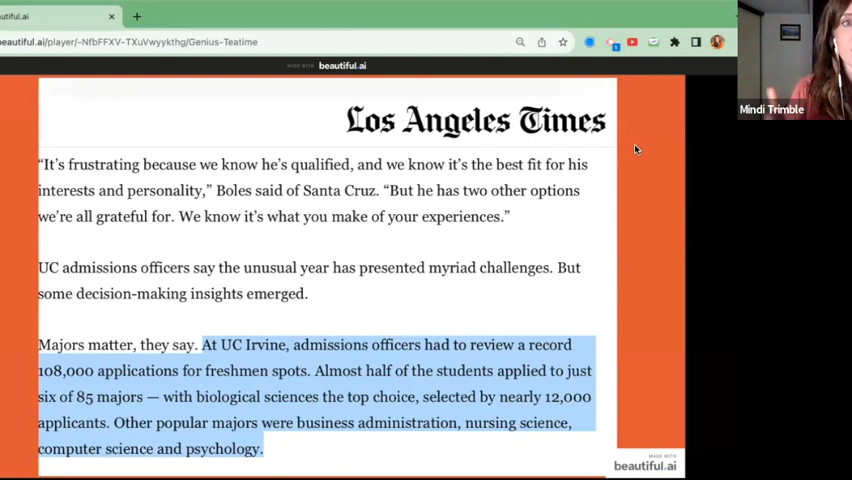 eautiful.ai
eautiful.ai/player/-NfbFFXV-TXuVwyykthg/Genius-Teatime
MADE WITH beautiful.ai
Los Angeles Times
Mindi Trimble
“It’s frustrating because we know he’s qualified, and we know it’s the best fit for his
interests and personality,” Boles said of Santa Cruz. “But he has two other options
we’re all grateful for. We know it’s what you make of your experiences.”
UC admissions officers say the unusual year has presented myriad challenges. But
some decision-making insights emerged.
Majors matter, they say. At UC Irvine, admissions officers had to review a record
108,000 applications for freshmen spots. Almost half of the students applied to just
six of 85 majors — with biological sciences the top choice, selected by nearly 12,000
applicants. Other popular majors were business administration, nursing science,
computer science and psychology.
MADE WITH
beautiful.ai